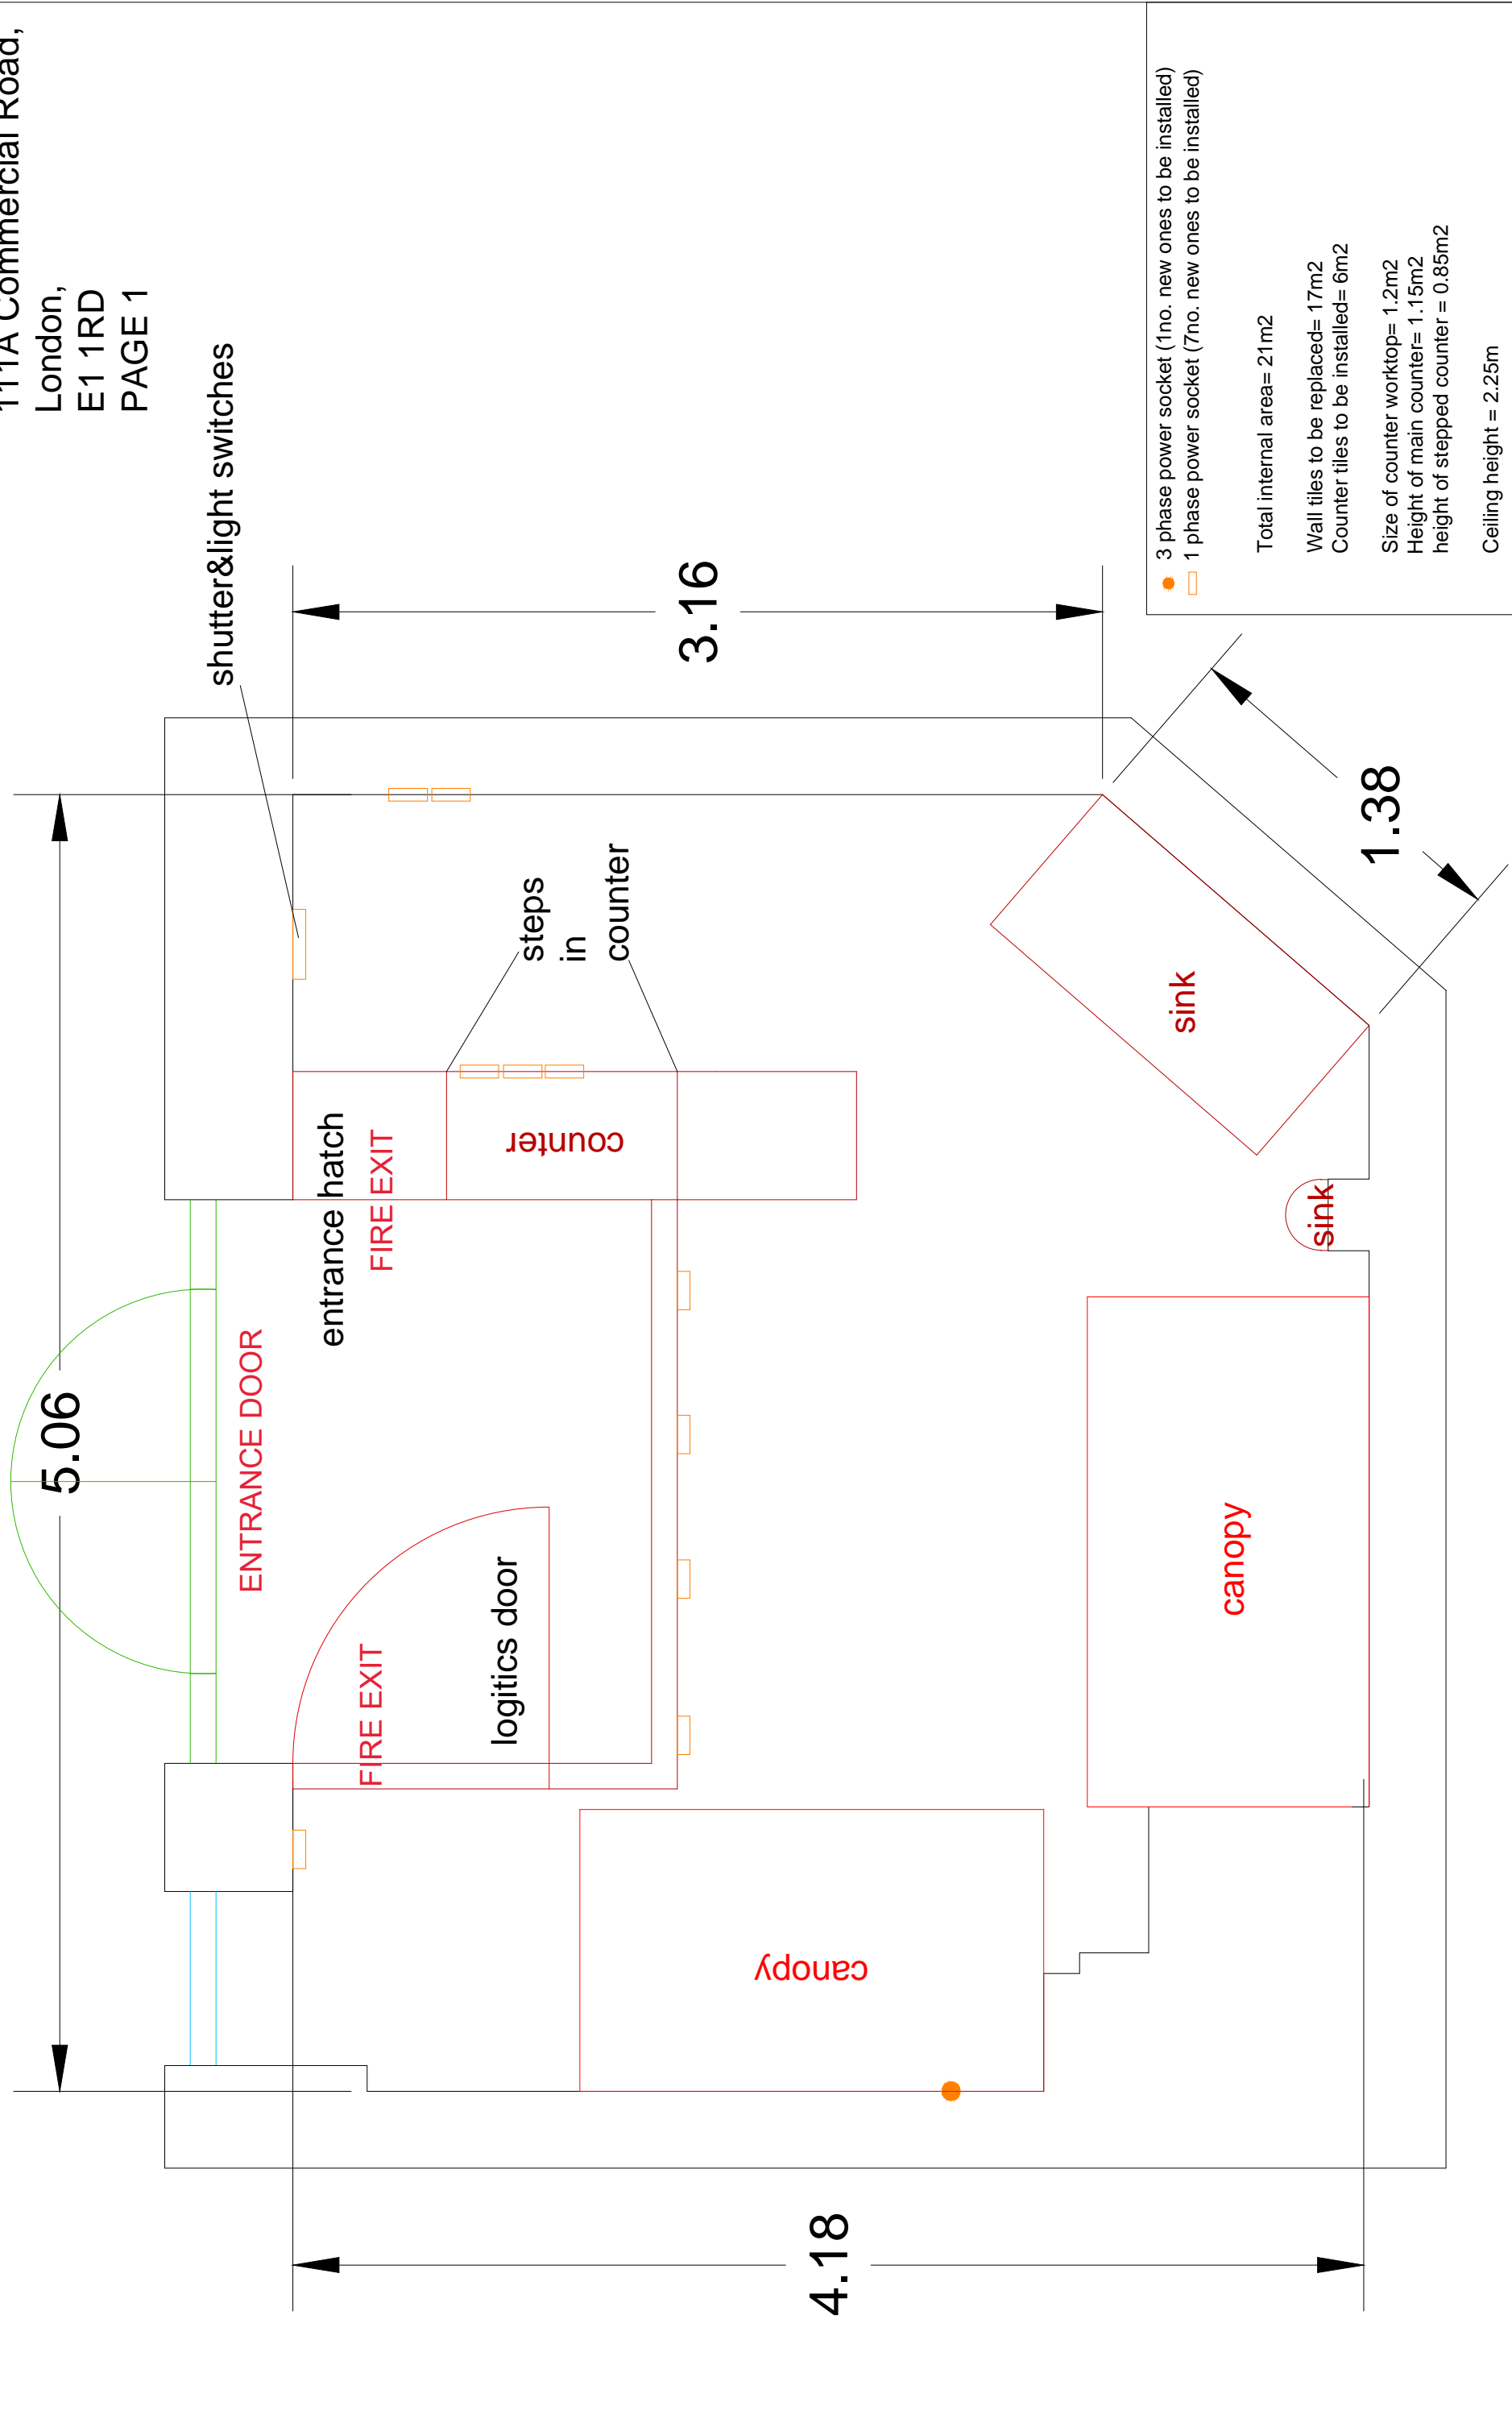 111A Commercial Road,
London,
E1 1RD
PAGE 1
shutter&light switches
5.06
3.16
1.38
4.18
ENTRANCE DOOR
entrance hatch
FIRE EXIT
FIRE EXIT
logitics door
steps
in
counter
counter
sink
sink
canopy
canopy
3 phase power socket (1no. new ones to be installed)
1 phase power socket (7no. new ones to be installed)
Total internal area= 21m2
Wall tiles to be replaced= 17m2
Counter tiles to be installed= 6m2
Size of counter worktop= 1.2m2
Height of main counter= 1.15m2
height of stepped counter = 0.85m2
Ceiling height = 2.25m